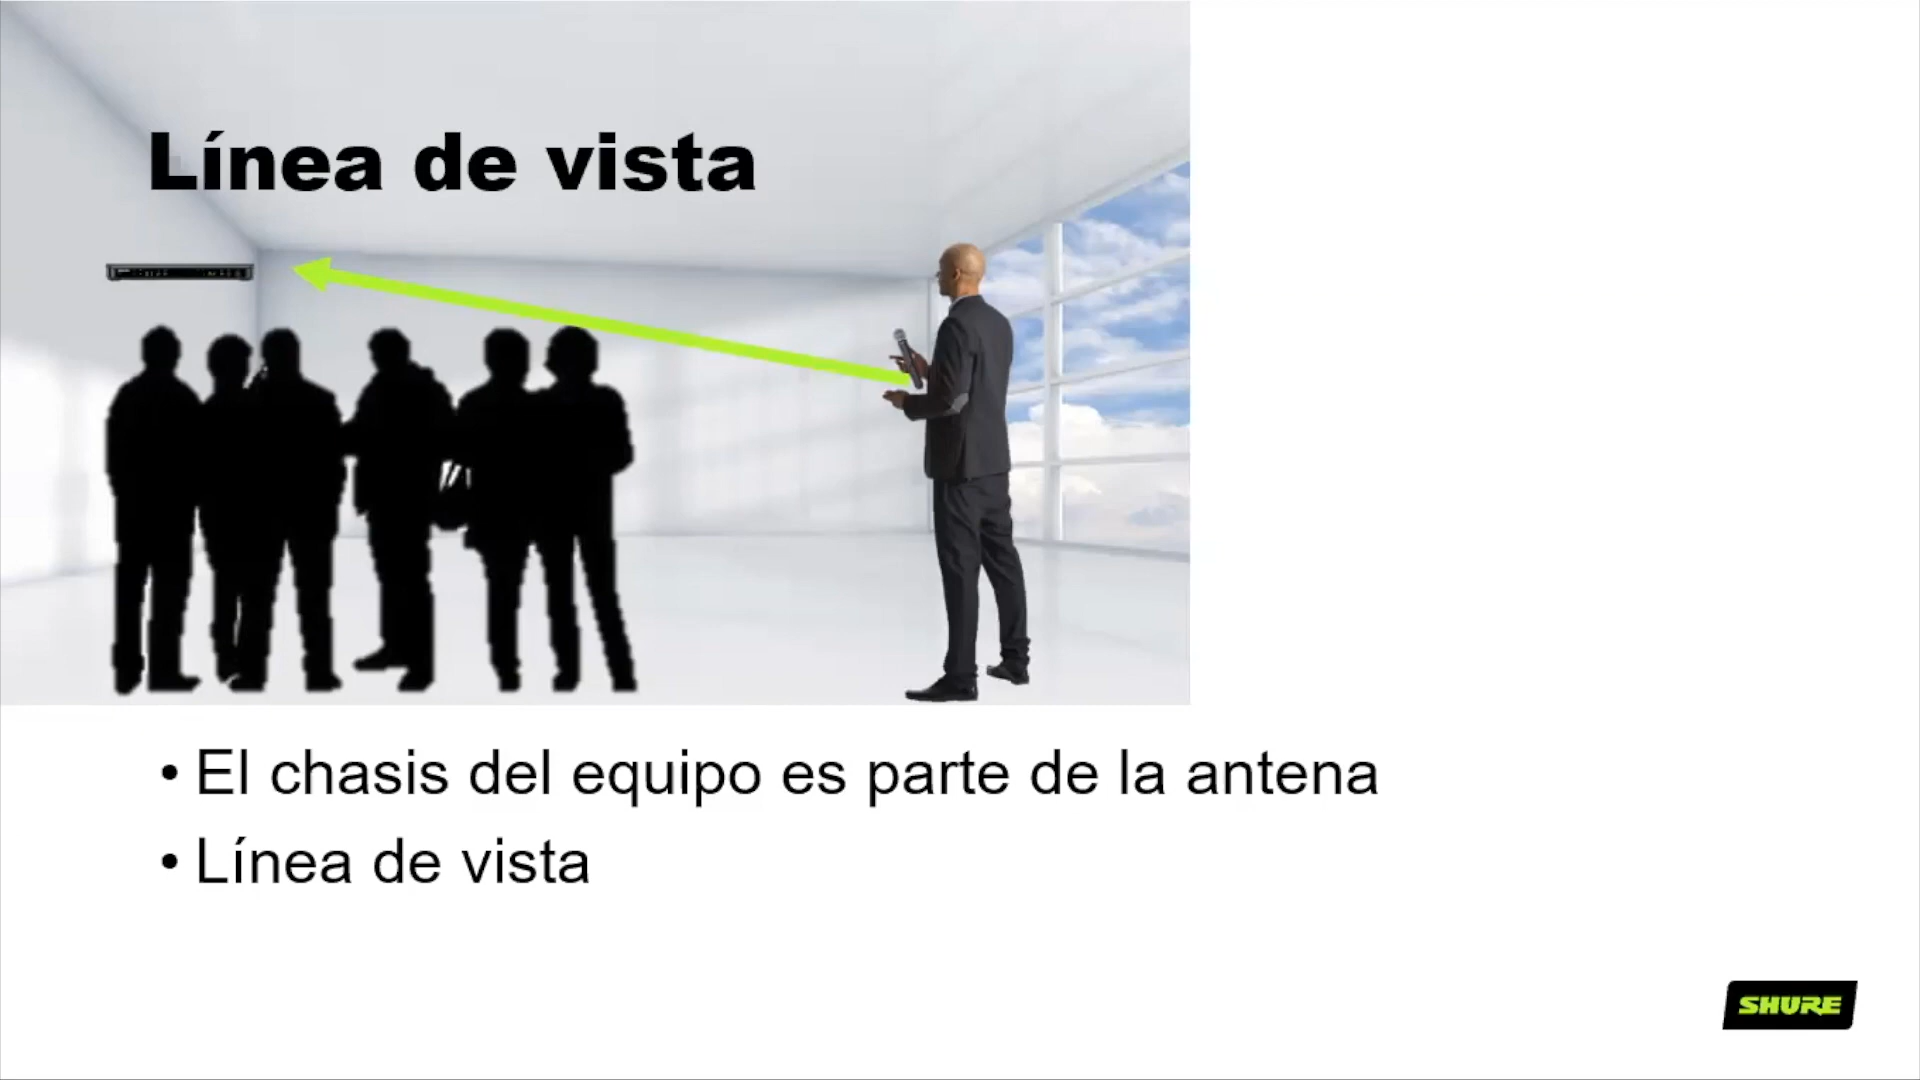 Línea de vista
• El chasis del equipo es parte de la antena
• Línea de vista
SHURE